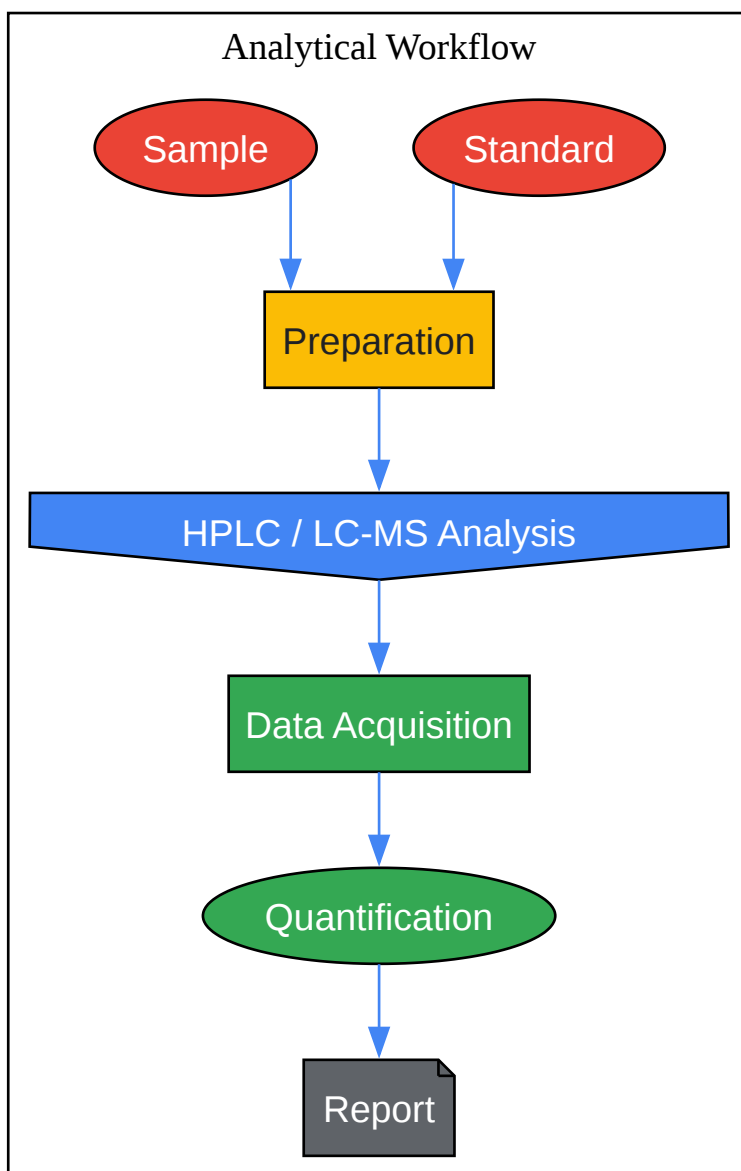 Analytical Workflow
Sample
Standard
Preparation
HPLC / LC-MS Analysis
Data Acquisition
Quantification
Report